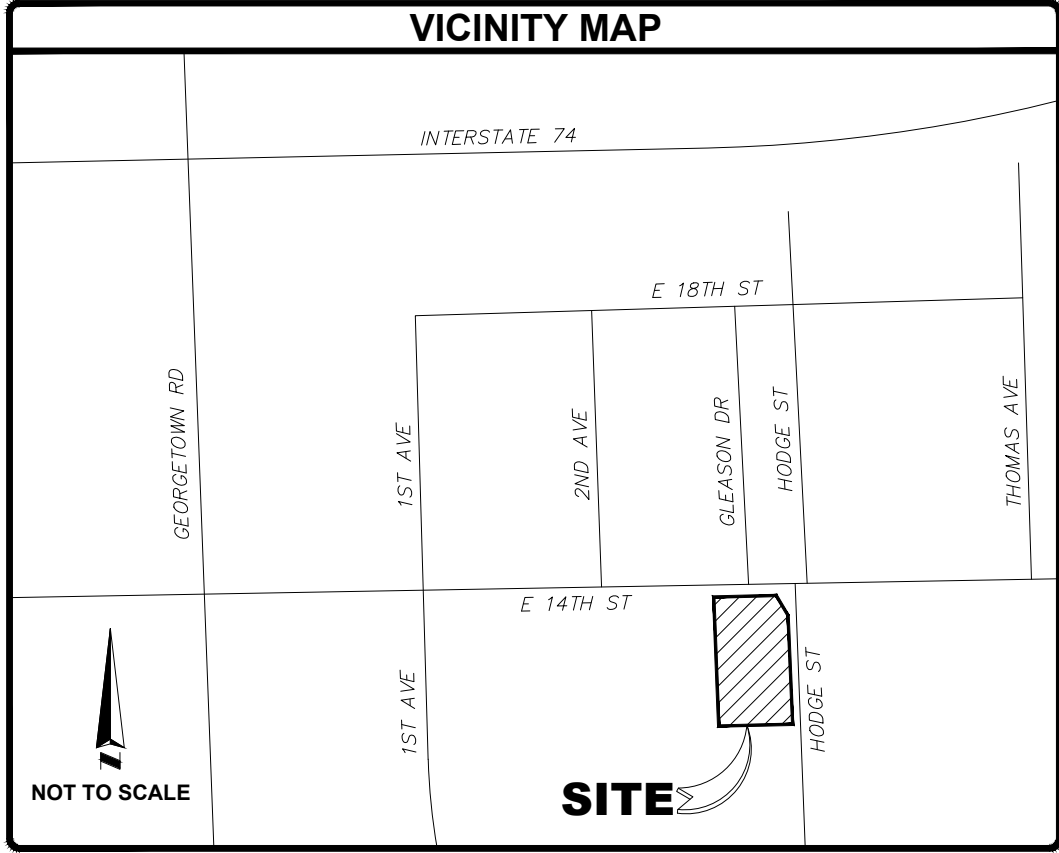 VICINITY MAP
INTERSTATE 74
E 18TH ST
GEORGETOWN RD
1ST AVE
2ND AVE
GLEASON DR
HODGE ST
THOMAS AVE
E 14TH ST
1ST AVE
HODGE ST
N
NOT TO SCALE
SITE